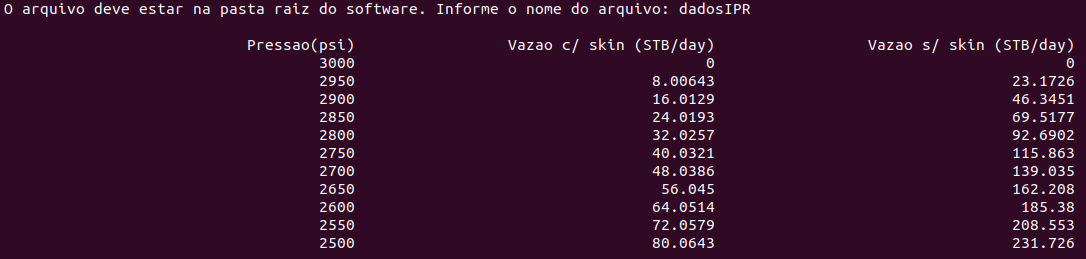 O arquivo deve estar na pasta raiz do software. Informe o nome do arquivo: dadosIPR
Pressao(psi) Vazao c/ skin (STB/day) Vazao s/ skin (STB/day)
3000 0 0
2950 8.00643 23.1726
2900 16.0129 46.3451
2850 24.0193 69.5177
2800 32.0257 92.6902
2750 40.0321 115.863
2700 48.0386 139.035
2650 56.045 162.208
2600 64.0514 185.38
2550 72.0579 208.553
2500 80.0643 231.726